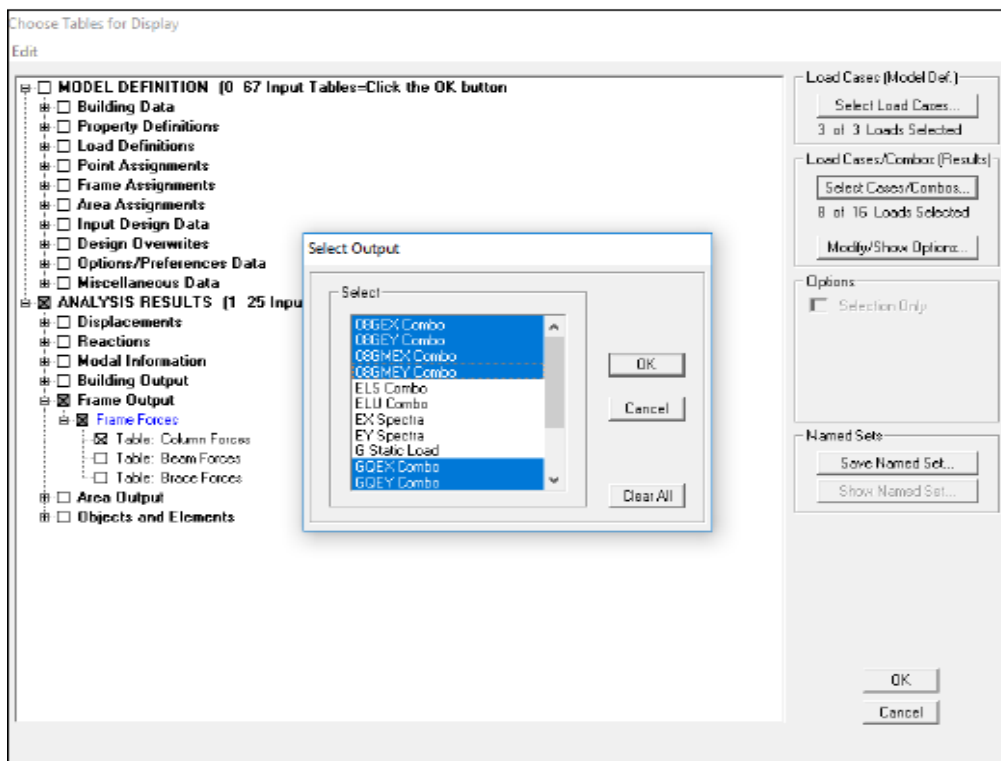 Choose Tables for Display
Edit
MODEL DEFINITION (0 67 Input Tables=Click the OK button
Building Data
Property Definitions
Load Definitions
Point Assignments
Frame Assignments
Area Assignments
Input Design Data
Design Overwrites
Options/Preferences Data
Miscellaneous Data
ANALYSIS RESULTS (1 25 Inpu
Displacements
Reactions
Modal Information
Building Output
Frame Output
Frame Forces
Table: Column Forces
Table: Beam Forces
Table: Brace Forces
Area Output
Objects and Elements
Select Output
Select
08GEX Combo
08GEY Combo
08GMEX Combo
08GMEY Combo
ELS Combo
ELU Combo
EX Spectra
EY Spectra
G Static Load
GQEX Combo
GQEY Combo
OK
Cancel
Clear All
Load Cases (Model Def.)
Select Load Cases...
3 of 3 Loads Selected
Load Cases/Combos (Results)
Select Cases/Combos...
8 of 16 Loads Selected
Modify/Show Options...
Options
Selection Only
Named Sets
Save Named Set...
Show Named Set...
OK
Cancel